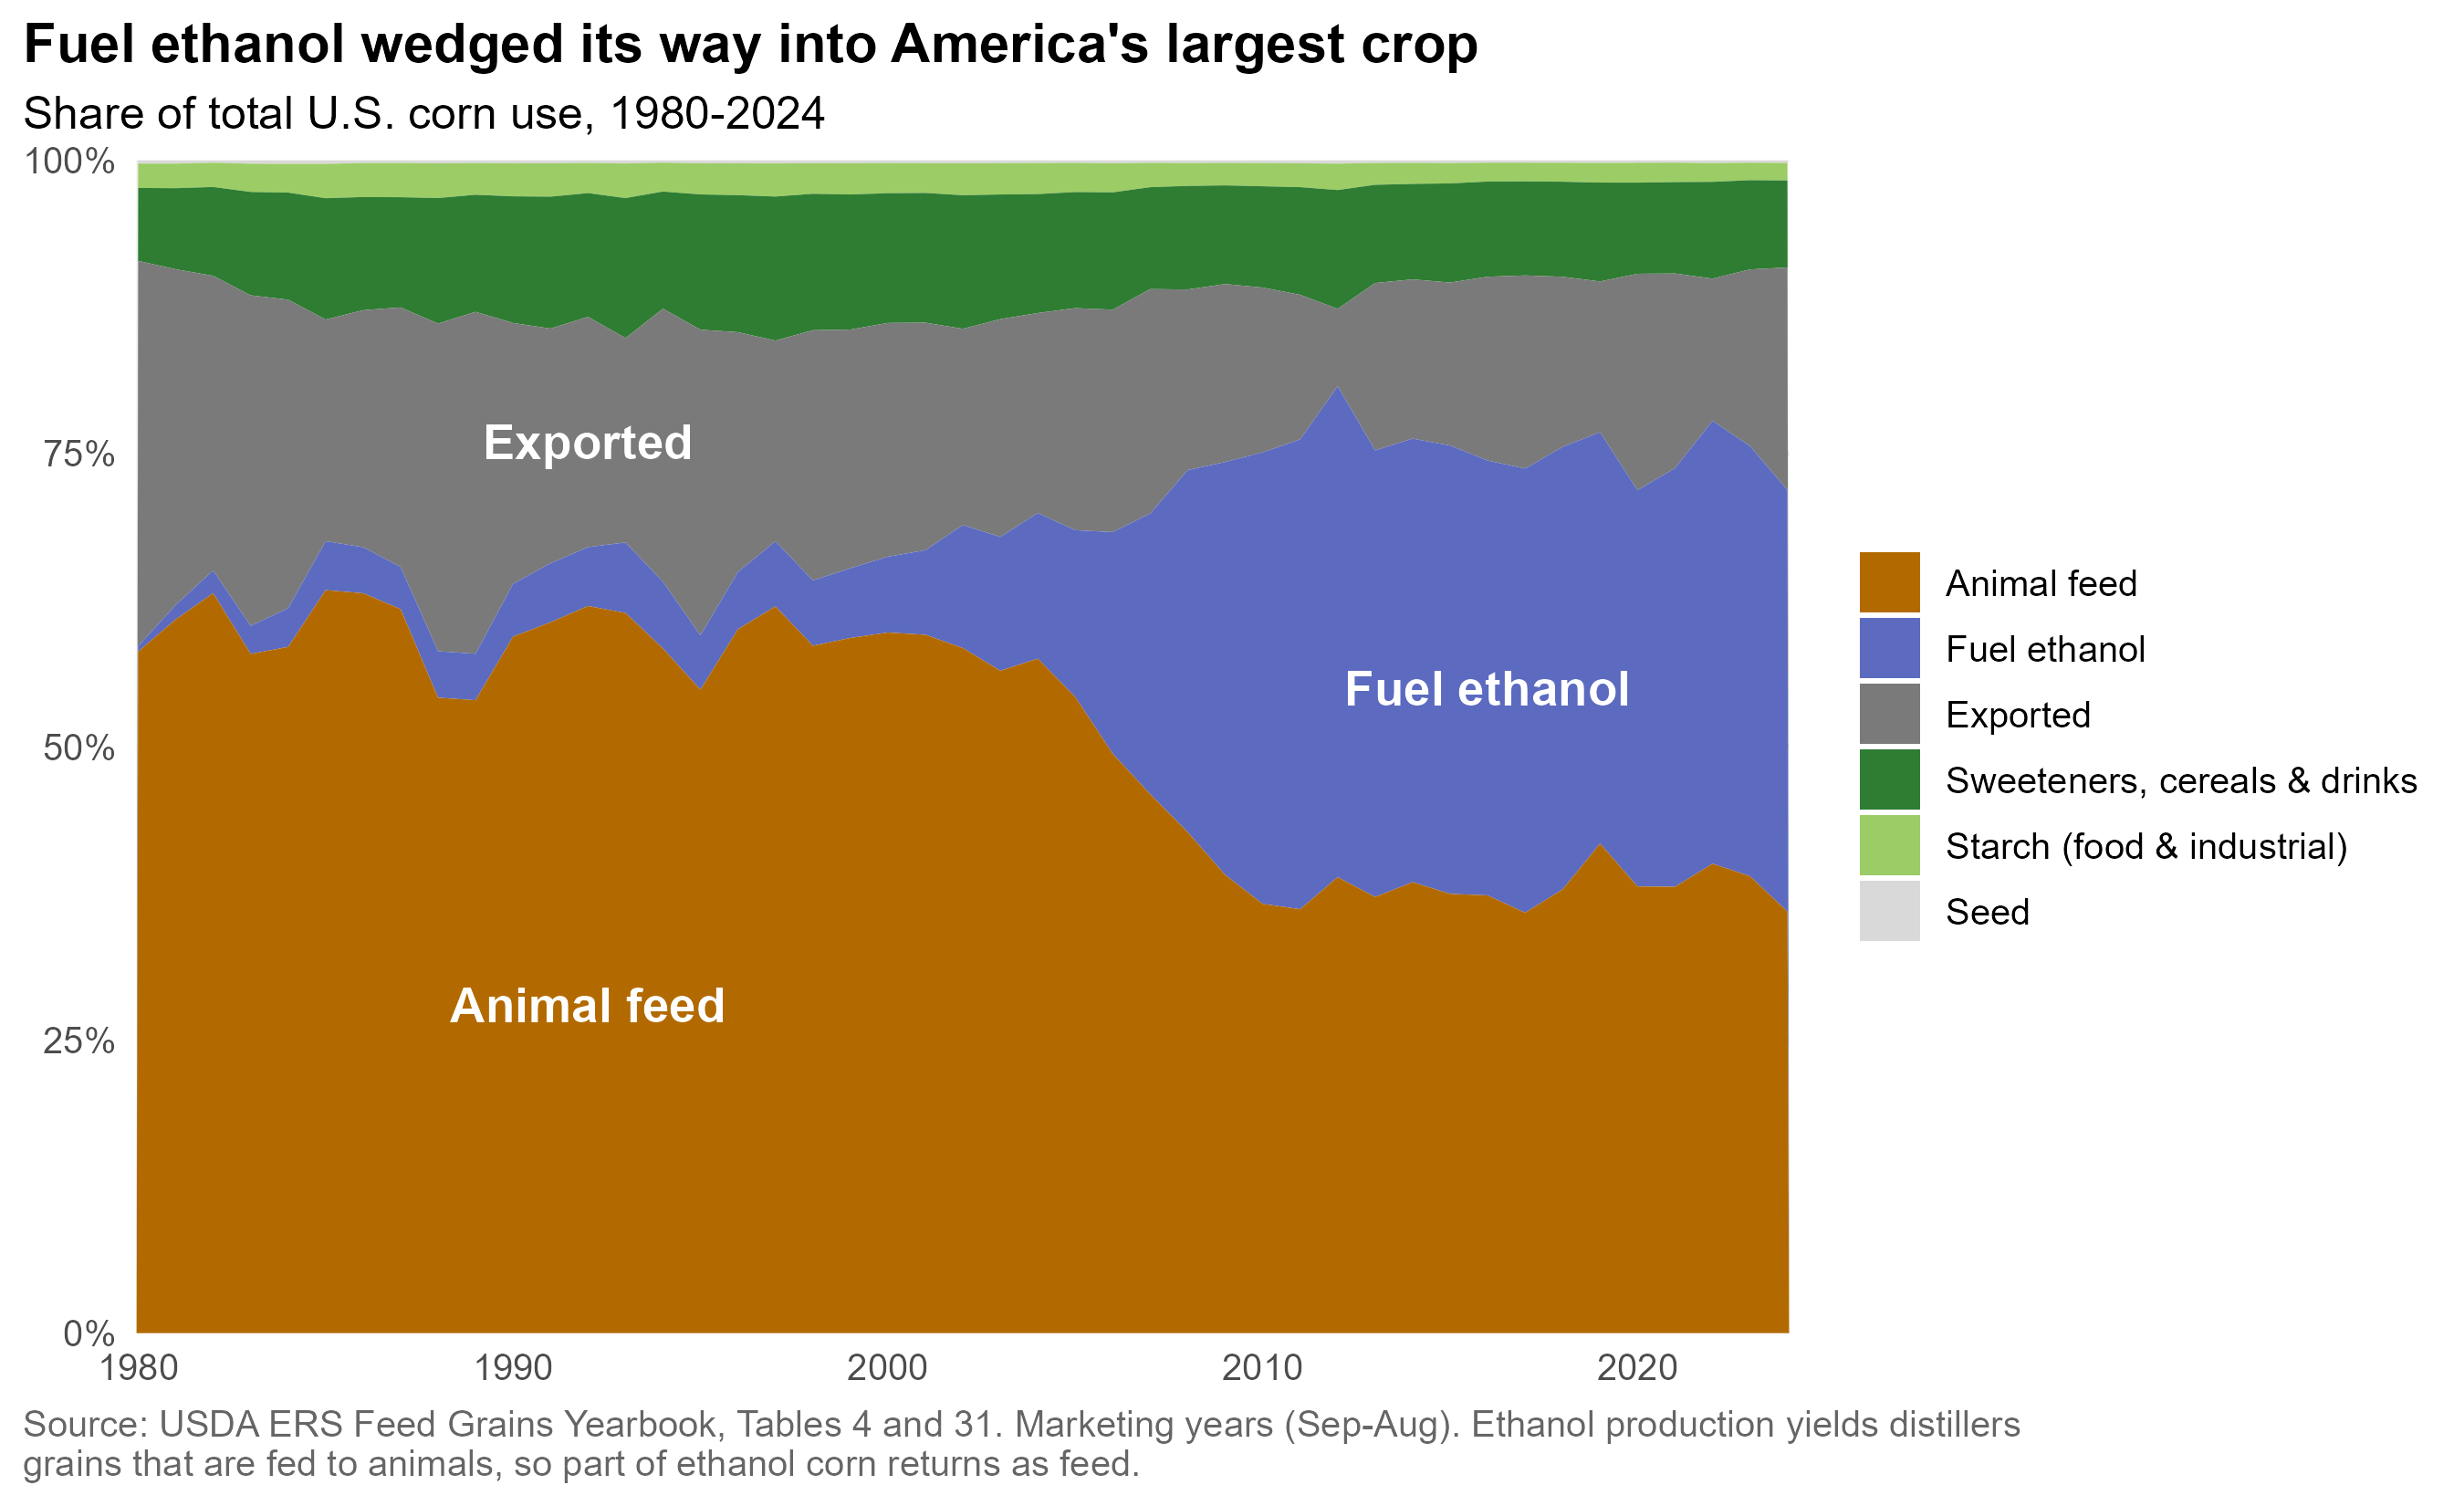 Fuel ethanol wedged its way into America's largest crop
Share of total U.S. corn use, 1980-2024
100%
75%
50%
25%
0%
Exported
Fuel ethanol
Animal feed
1980
1990
2000
2010
2020
Animal feed
Fuel ethanol
Exported
Sweeteners, cereals & drinks
Starch (food & industrial)
Seed
Source: USDA ERS Feed Grains Yearbook, Tables 4 and 31. Marketing years (Sep-Aug). Ethanol production yields distillers
grains that are fed to animals, so part of ethanol corn returns as feed.